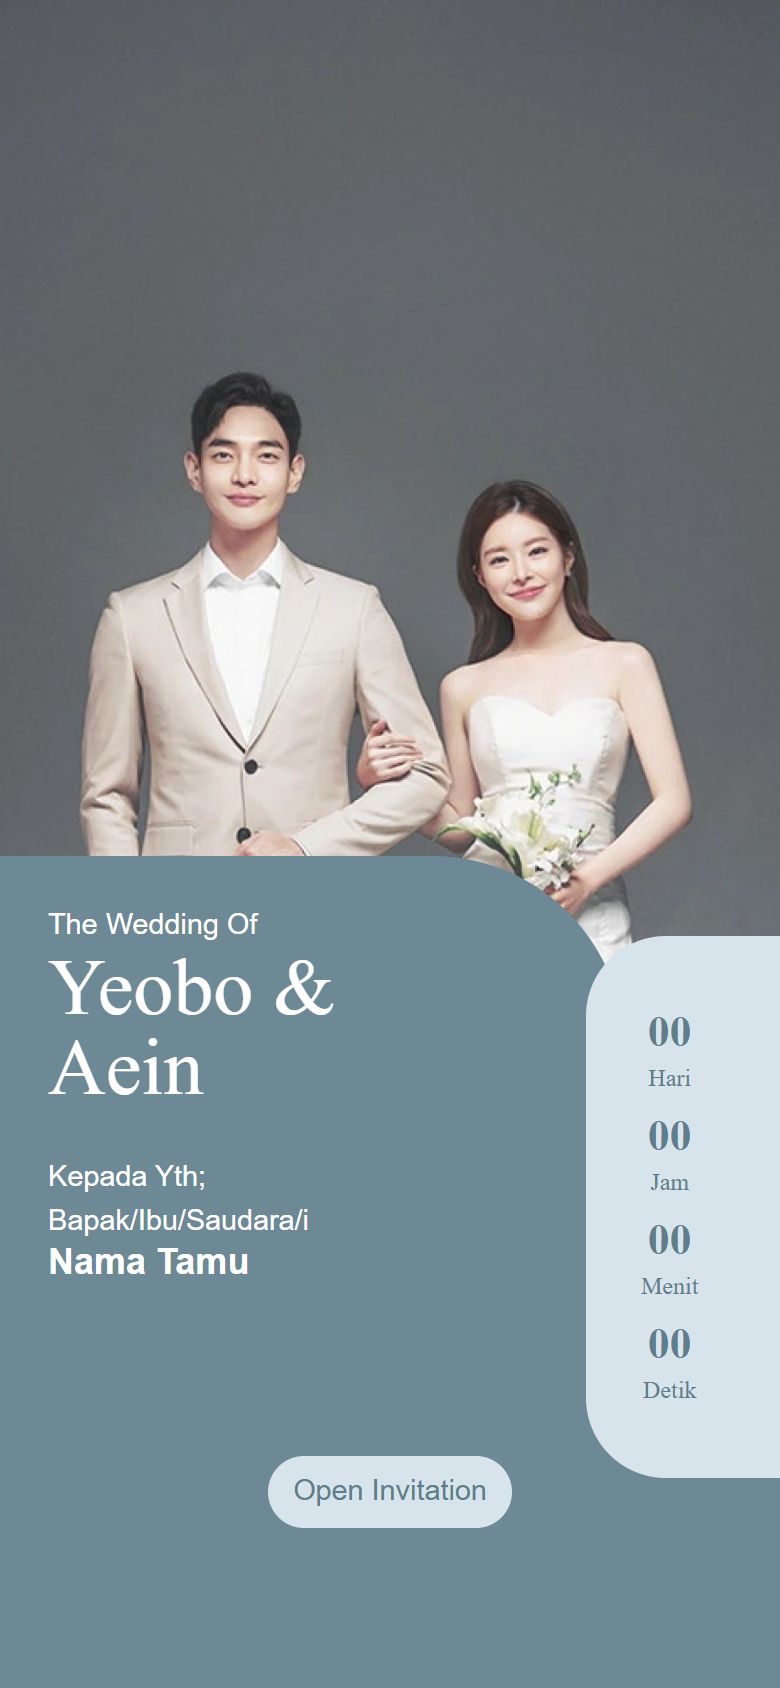 The Wedding Of
Yeobo &
Aein
Kepada Yth;
Bapak/Ibu/Saudara/i
Nama Tamu
00
Hari
00
Jam
00
Menit
00
Detik
Open Invitation